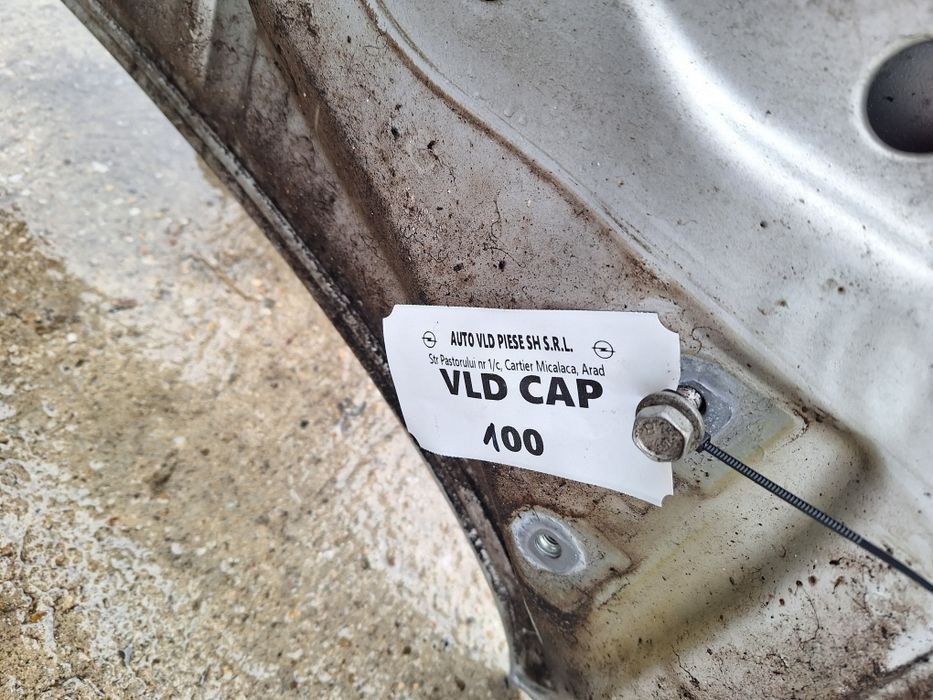 AUTO VLD PIESE SH S.R.L.
Str Pastorului nr 1/c, Cartier Micalaca, Arad
VLD CAP
100